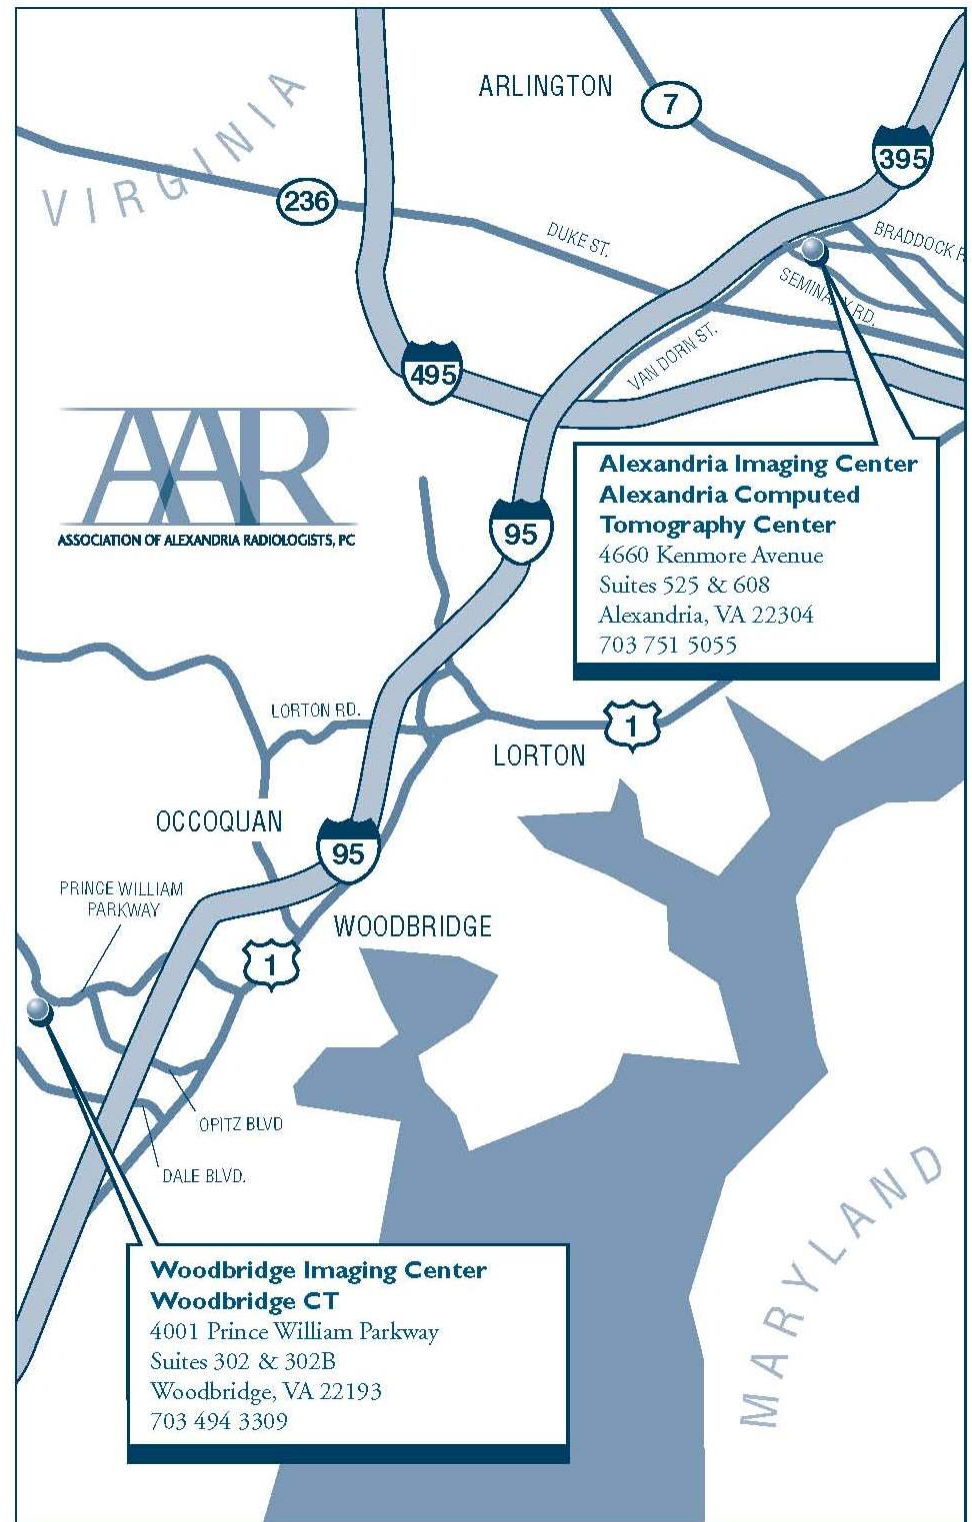 ARLINGTON
7
395
VIRGINIA
236
DUKE ST.
BRADDOCK R
SEMINARY RD.
VAN DORN ST.
495
AAR
ASSOCIATION OF ALEXANDRIA RADIOLOGISTS, PC
95
Alexandria Imaging Center
Alexandria Computed
Tomography Center
4660 Kenmore Avenue
Suites 525 & 608
Alexandria, VA 22304
703 751 5055
LORTON RD.
1
LORTON
OCCOQUAN
95
PRINCE WILLIAM
PARKWAY
WOODBRIDGE
1
OPITZ BLVD
DALE BLVD.
MARYLAND
Woodbridge Imaging Center
Woodbridge CT
4001 Prince William Parkway
Suites 302 & 302B
Woodbridge, VA 22193
703 494 3309